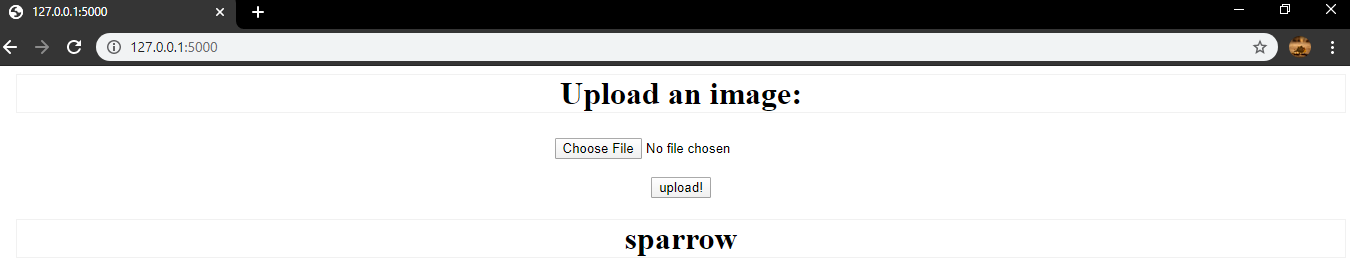 127.0.0.1:5000
127.0.0.1:5000
Upload an image:
Choose File No file chosen
upload!
sparrow